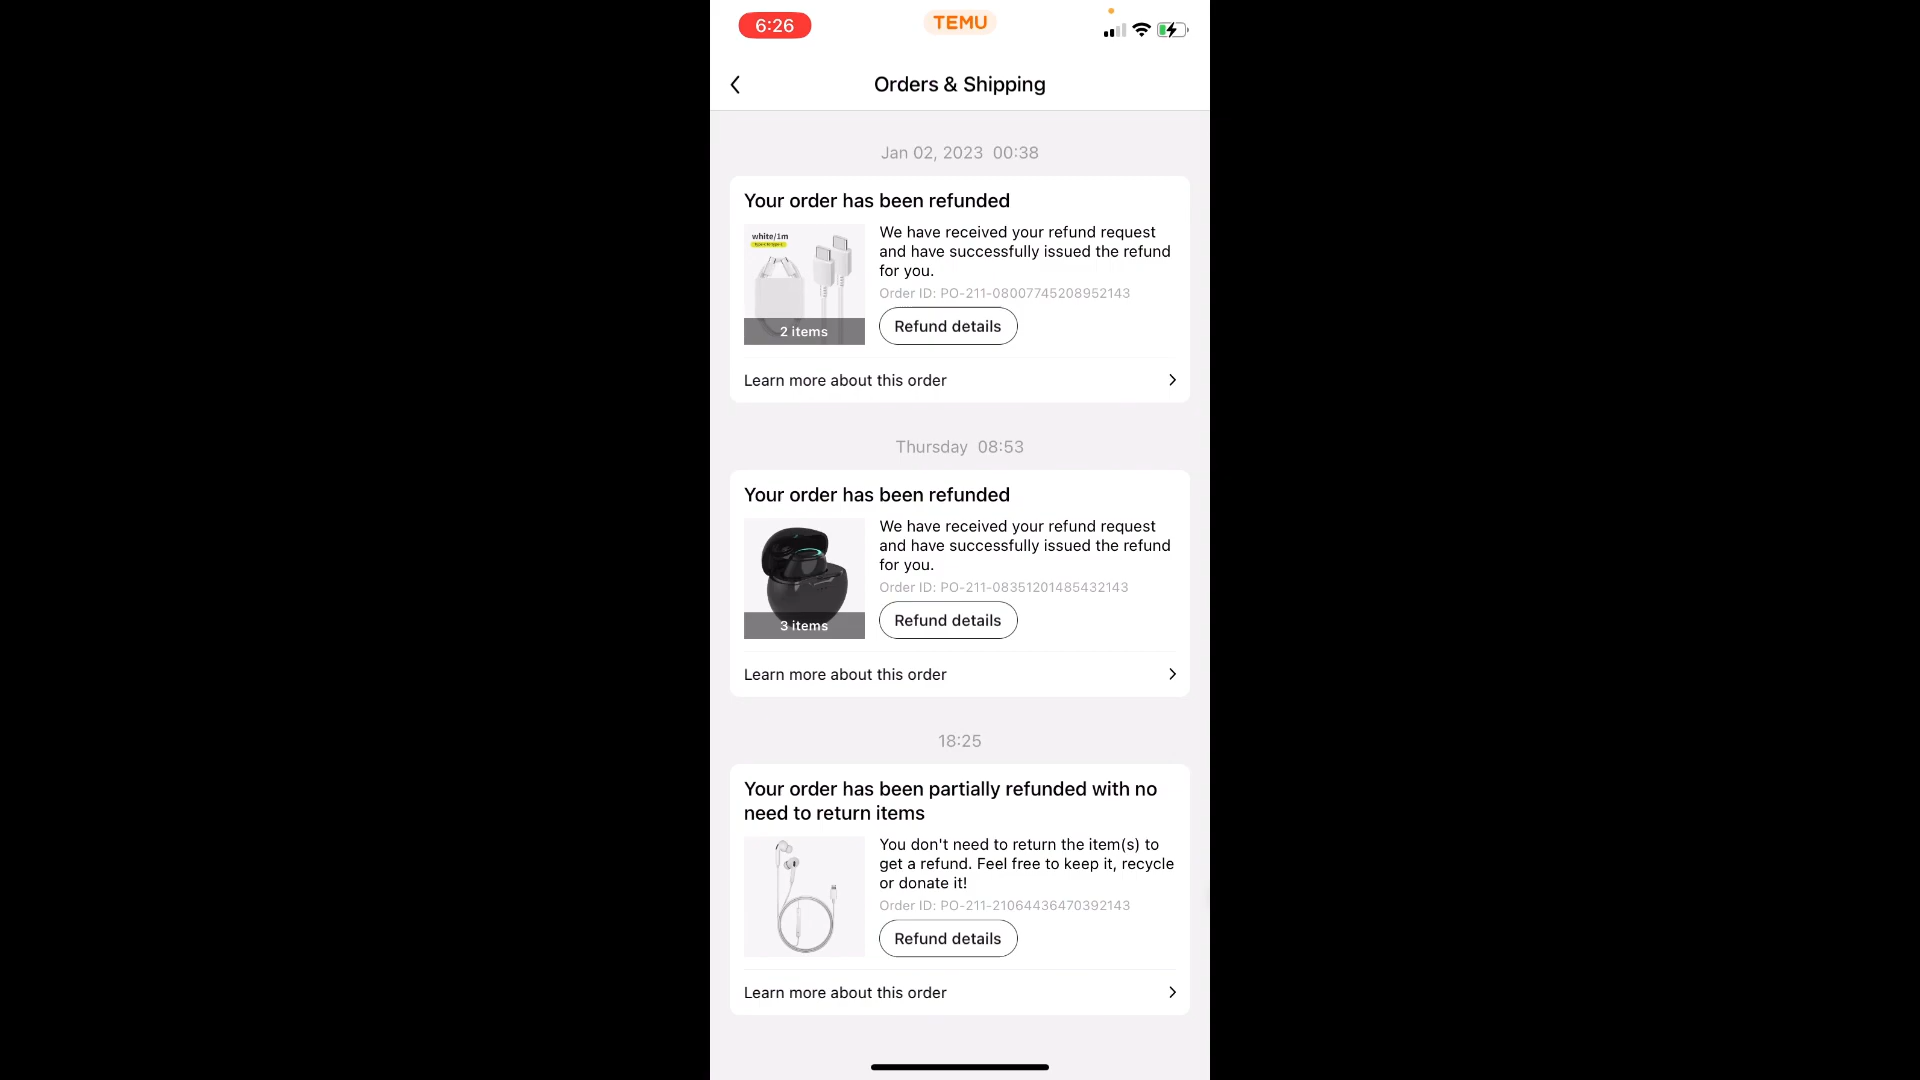 6:26
TEMU
Orders & Shipping
Jan 02, 2023 00:38
Your order has been refunded
white/1m
2 items
We have received your refund request
and have successfully issued the refund
for you.
Order ID: PO-211-08007745208952143
Refund details
Learn more about this order
Thursday 08:53
Your order has been refunded
3 items
We have received your refund request
and have successfully issued the refund
for you.
Order ID: PO-211-08351201485432143
Refund details
Learn more about this order
18:25
Your order has been partially refunded with no
need to return items
You don't need to return the item(s) to
get a refund. Feel free to keep it, recycle
or donate it!
Order ID: PO-211-21064436470392143
Refund details
Learn more about this order